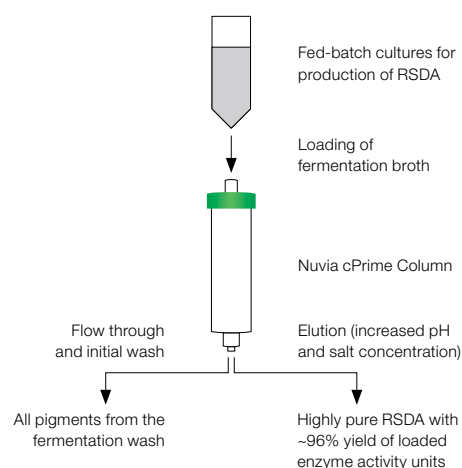 Fed-batch cultures for
production of RSDA
Loading of
fermentation broth
Nuvia cPrime Column
Flow through
and initial wash
Elution (increased pH
and salt concentration)
All pigments from the
fermentation wash
Highly pure RSDA with
~96% yield of loaded
enzyme activity units